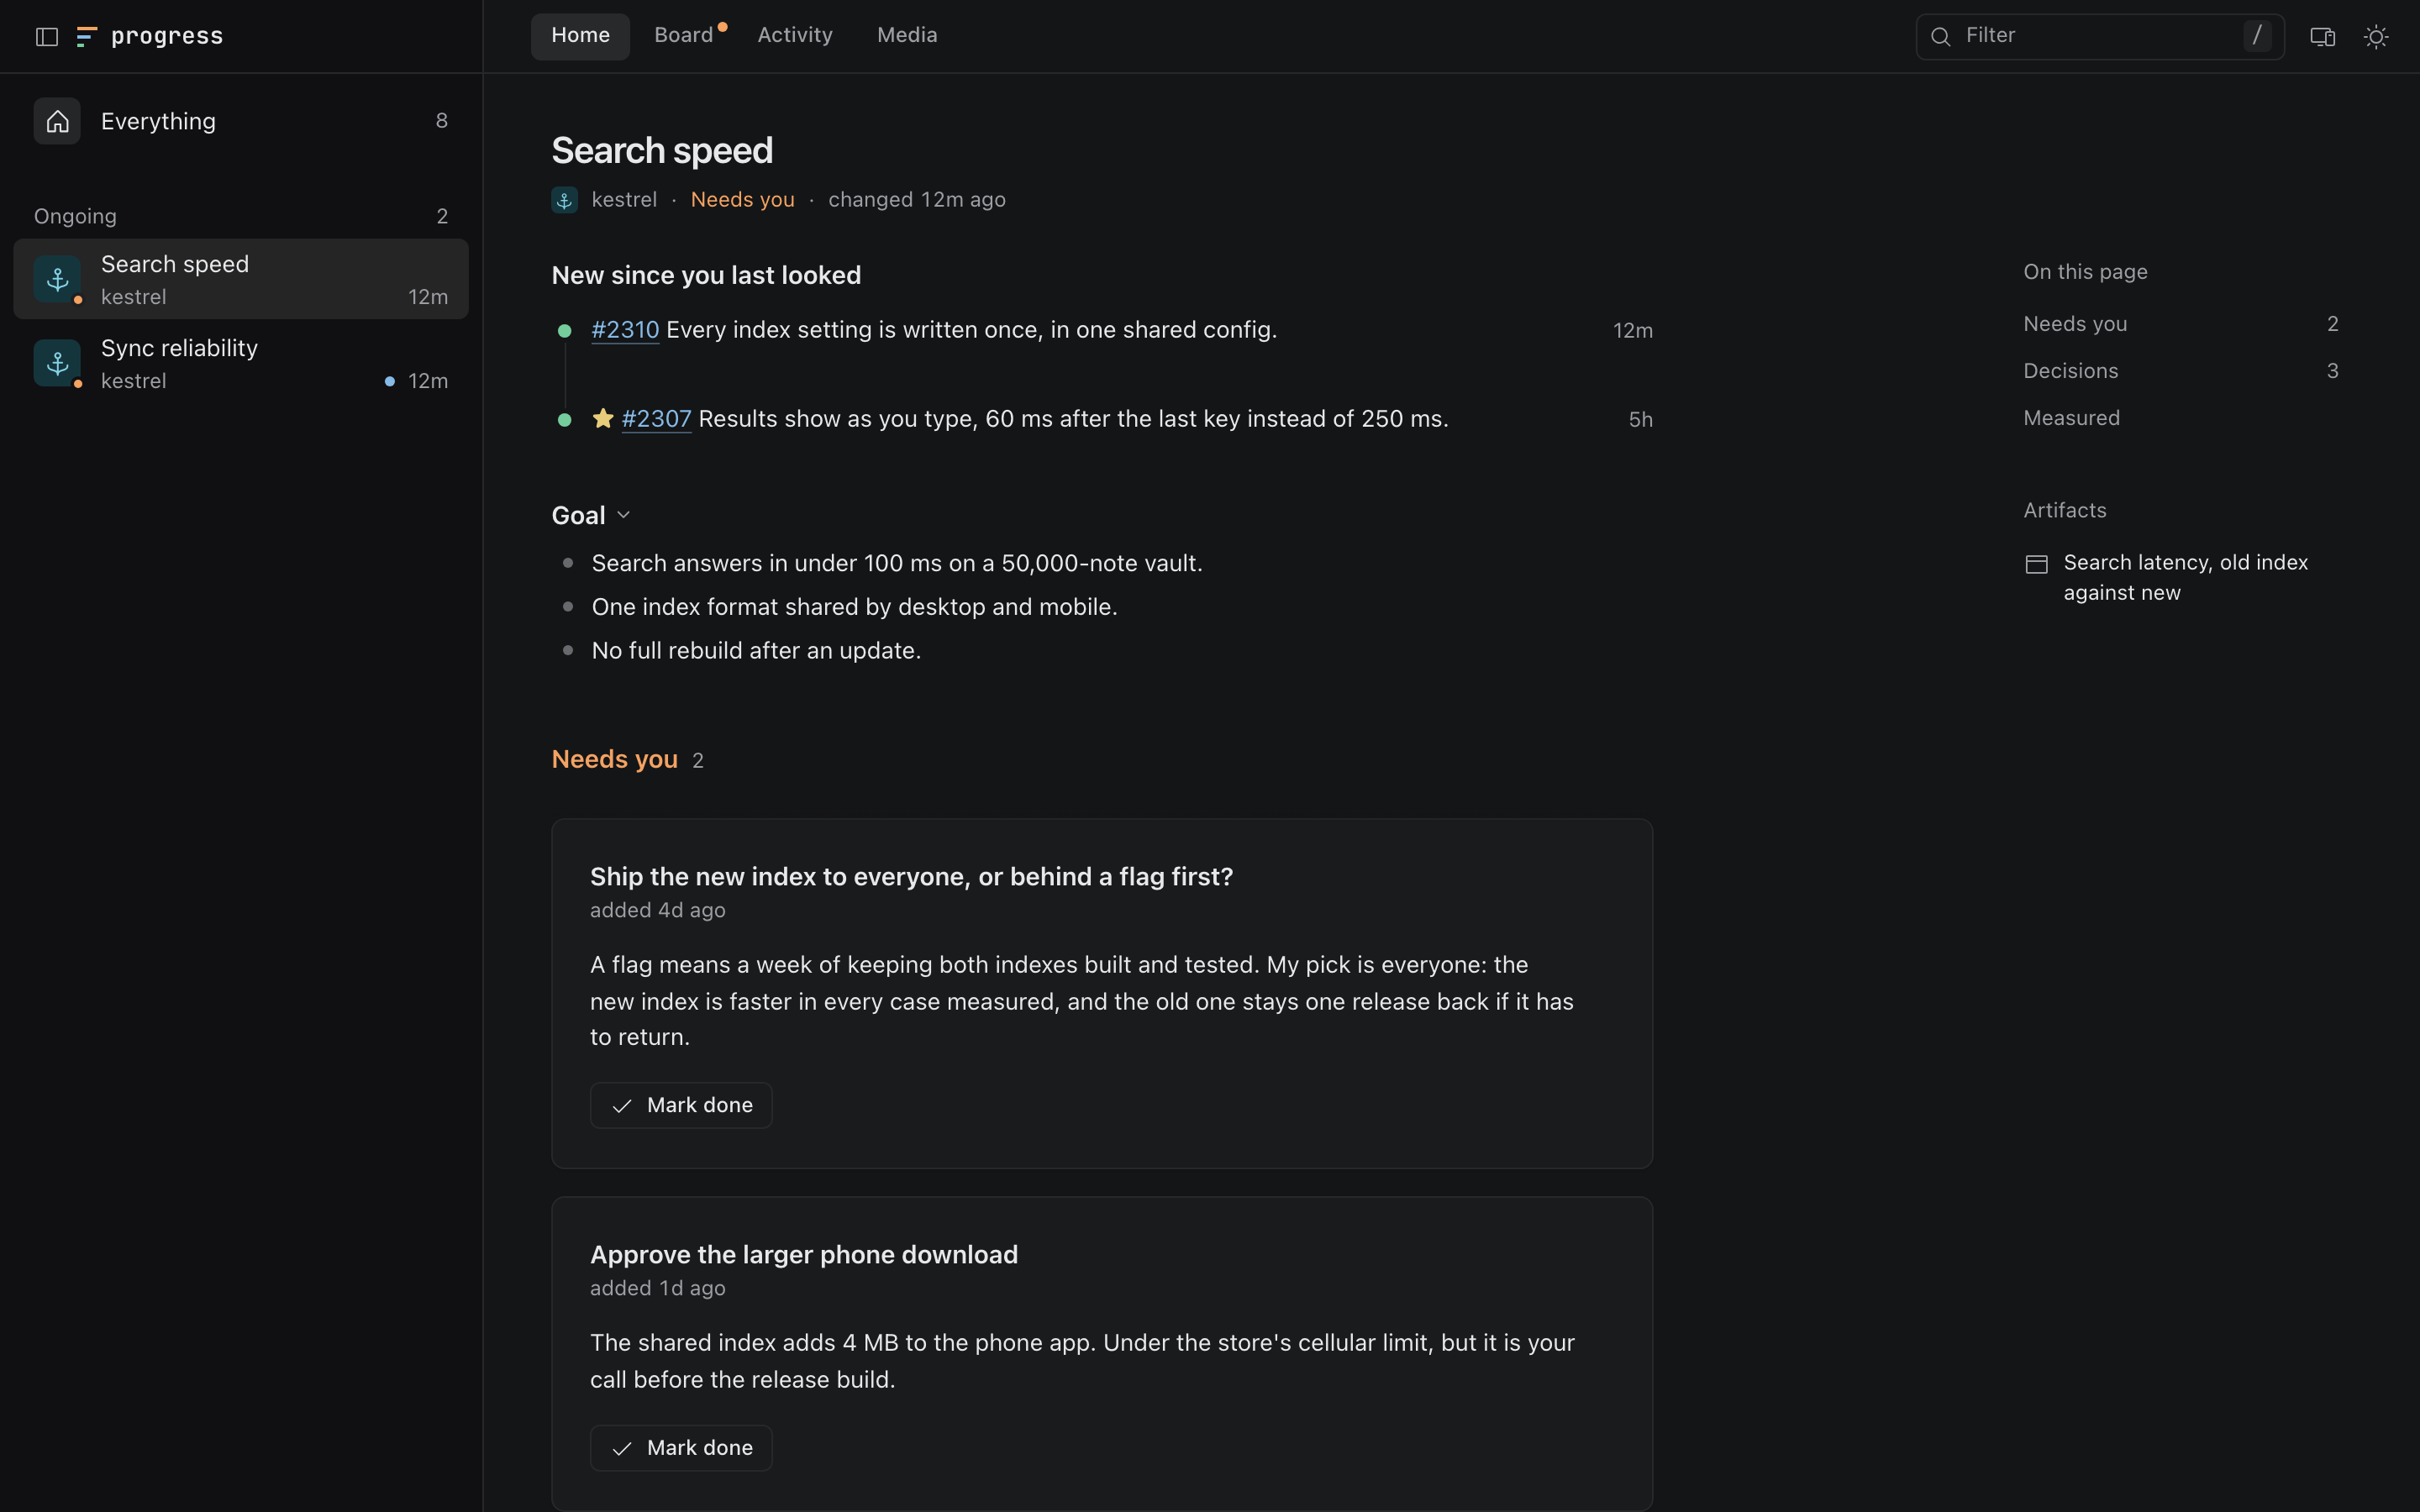 progress
Home
Board
Activity
Media
Filter
/
Everything
8
Ongoing
2
Search speed
kestrel
12m
Sync reliability
kestrel
12m
Search speed
kestrel · Needs you · changed 12m ago
New since you last looked
#2310 Every index setting is written once, in one shared config.
12m
#2307 Results show as you type, 60 ms after the last key instead of 250 ms.
5h
Goal
Search answers in under 100 ms on a 50,000-note vault.
One index format shared by desktop and mobile.
No full rebuild after an update.
Needs you 2
Ship the new index to everyone, or behind a flag first?
added 4d ago
A flag means a week of keeping both indexes built and tested. My pick is everyone: the
new index is faster in every case measured, and the old one stays one release back if it has
to return.
Mark done
Approve the larger phone download
added 1d ago
The shared index adds 4 MB to the phone app. Under the store's cellular limit, but it is your
call before the release build.
Mark done
On this page
Needs you
2
Decisions
3
Measured
Artifacts
Search latency, old index
against new